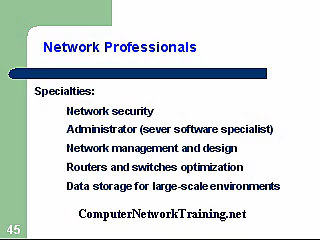 Network Professionals
Specialties:
Network security
Administrator (sever software specialist)
Network management and design
Routers and switches optimization
Data storage for large-scale environments
ComputerNetworkTraining.net
45